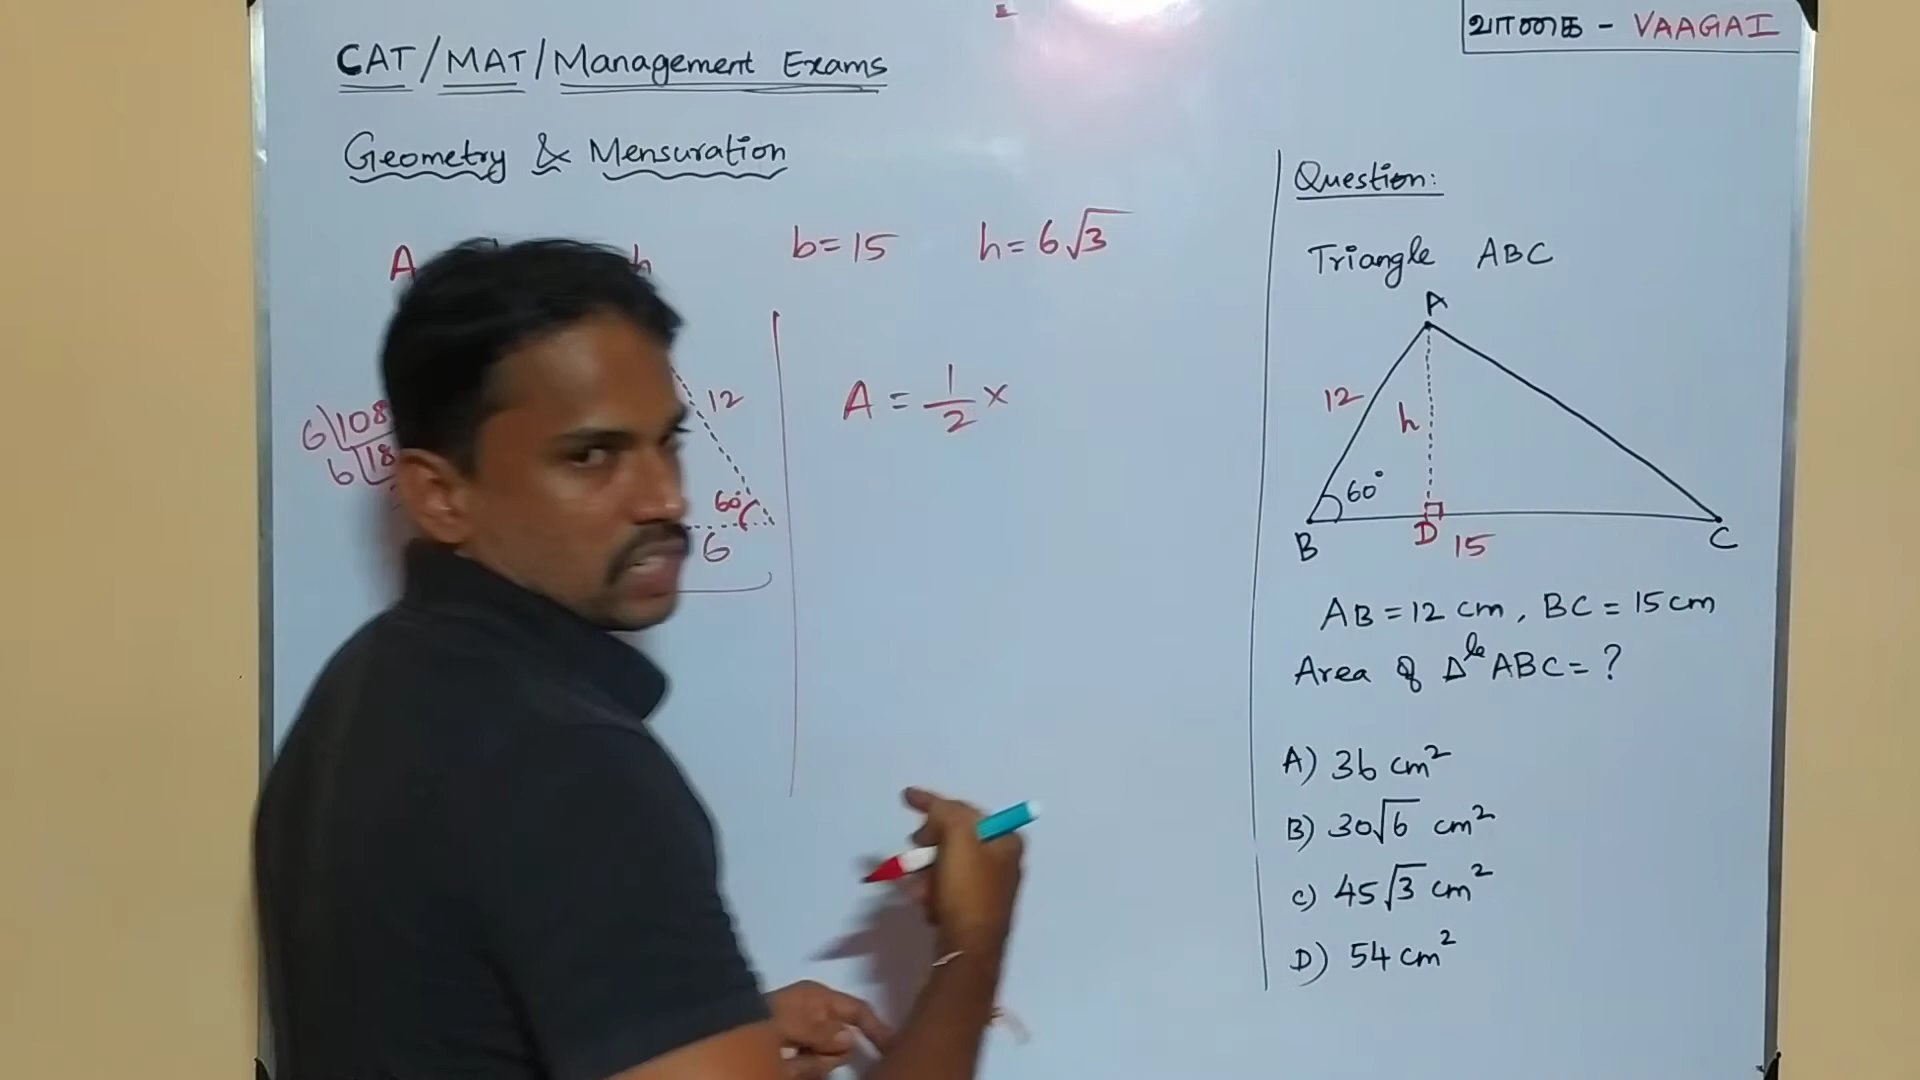 CAT/MAT/Management Exams
வாகை - VAAGAI
Geometry & Mensuration
A h
b=15 h=6√3
12
6 108
6 18
60°
6
A = 1/2 ×
Question:
Triangle ABC
A
12
h
60°
B D 15 C
AB=12 cm, BC=15cm
Area of Δle ABC=?
A) 36 cm²
B) 30√6 cm²
C) 45√3 cm²
D) 54 cm²